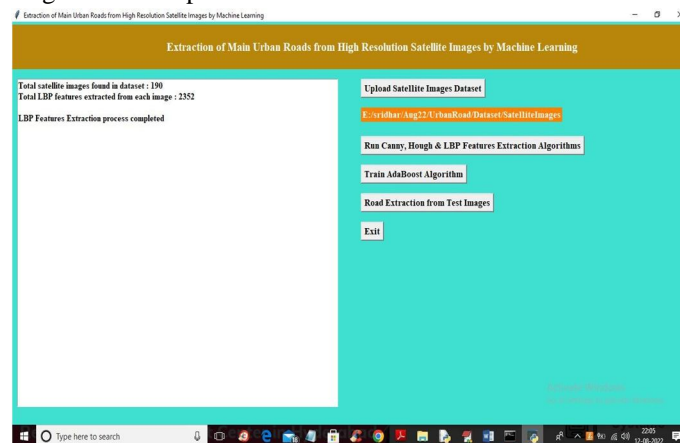 Extraction of Main Urban Roads from High Resolution Satellite Images by Machine Learning
Extraction of Main Urban Roads from High Resolution Satellite Images by Machine Learning
Total satellite images found in dataset : 190
Total LBP features extracted from each image : 2352
LBP Features Extraction process completed
Upload Satellite Images Dataset
E:/sridhar/Aug22/UrbanRoad/Dataset/SatelliteImages
Run Canny, Hough & LBP Features Extraction Algorithms
Train AdaBoost Algorithm
Road Extraction from Test Images
Exit
Type here to search
22:05
17-08-2022